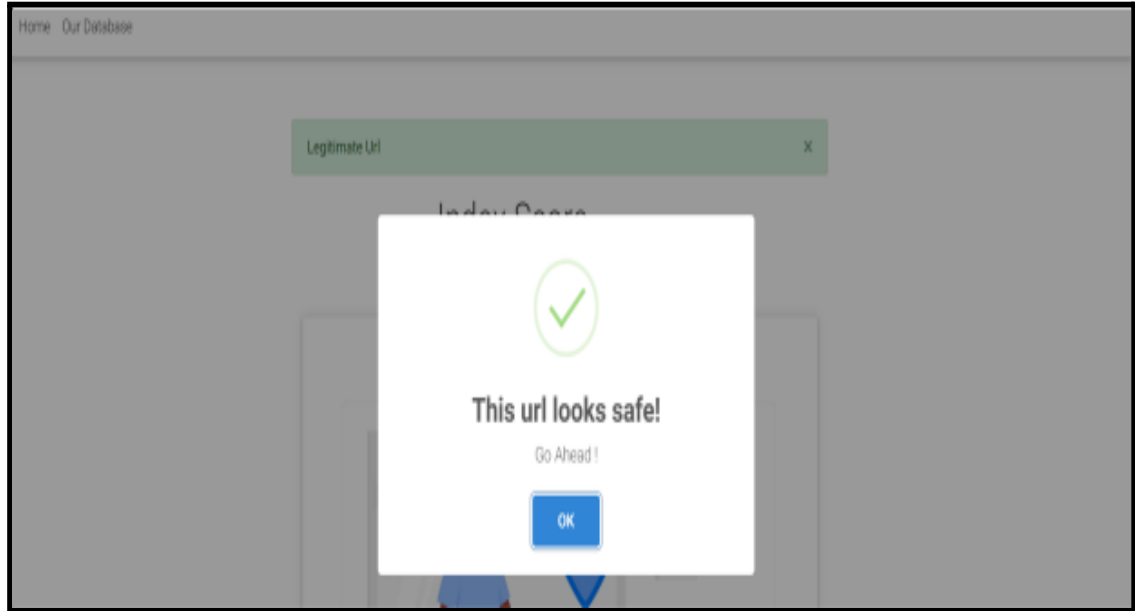 Home Our Database
Legitimate Url X
This url looks safe!
Go Ahead !
OK